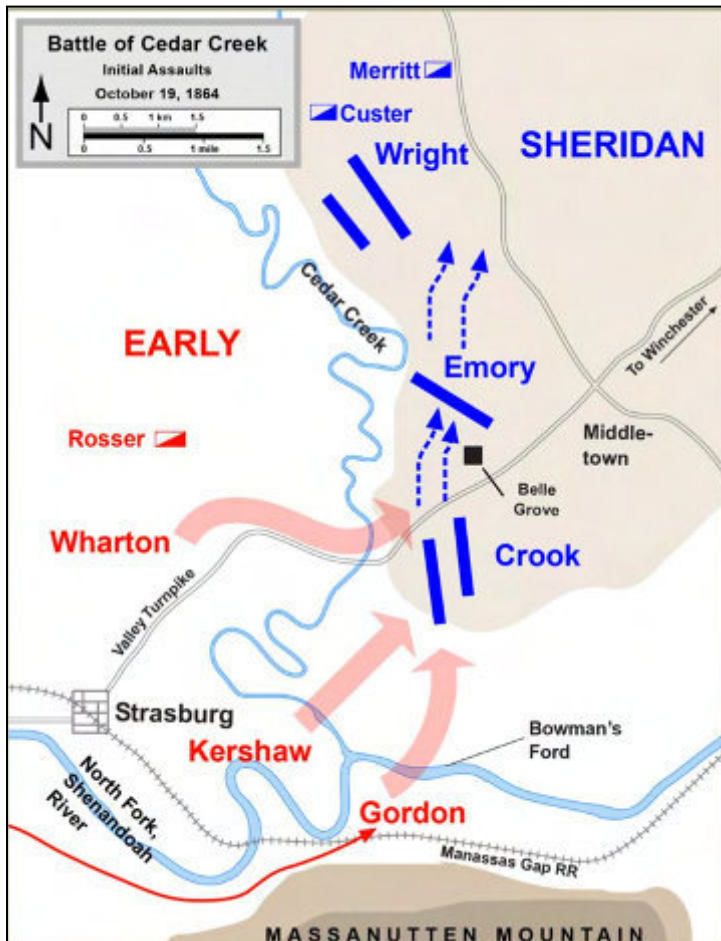 Battle of Cedar Creek
Initial Assaults
October 19, 1864
N
0 0.5 1 km 1.5
0 0.5 1 mile 1.5
Merritt
Custer
Wright
SHERIDAN
Cedar Creek
EARLY
Emory
To Winchester
Rosser
Middle-
town
Belle
Grove
Wharton
Crook
Valley Turnpike
Strasburg
Kershaw
Bowman's
Ford
North Fork,
Shenandoah
River
Gordon
Manassas Gap RR
MASSANUTTEN MOUNTAIN